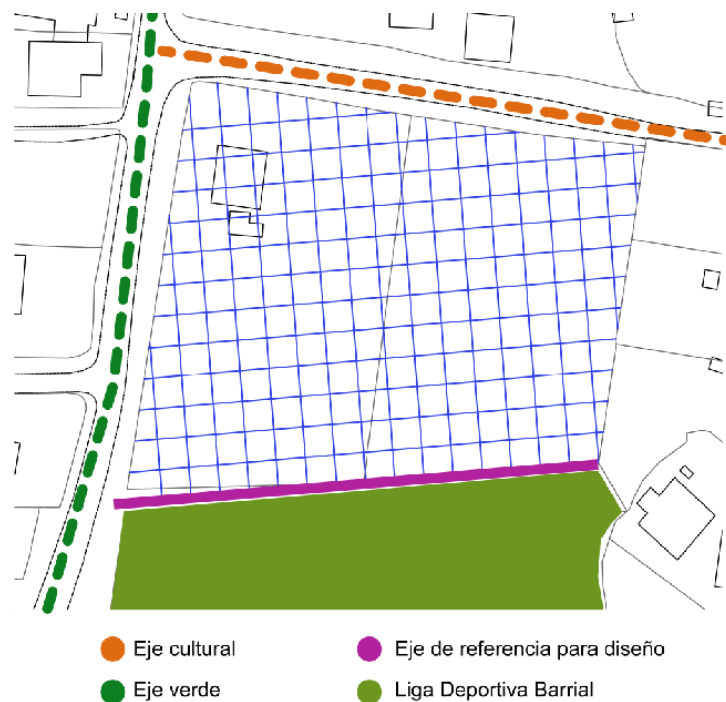 Eje cultural
Eje de referencia para diseño
Eje verde
Liga Deportiva Barrial